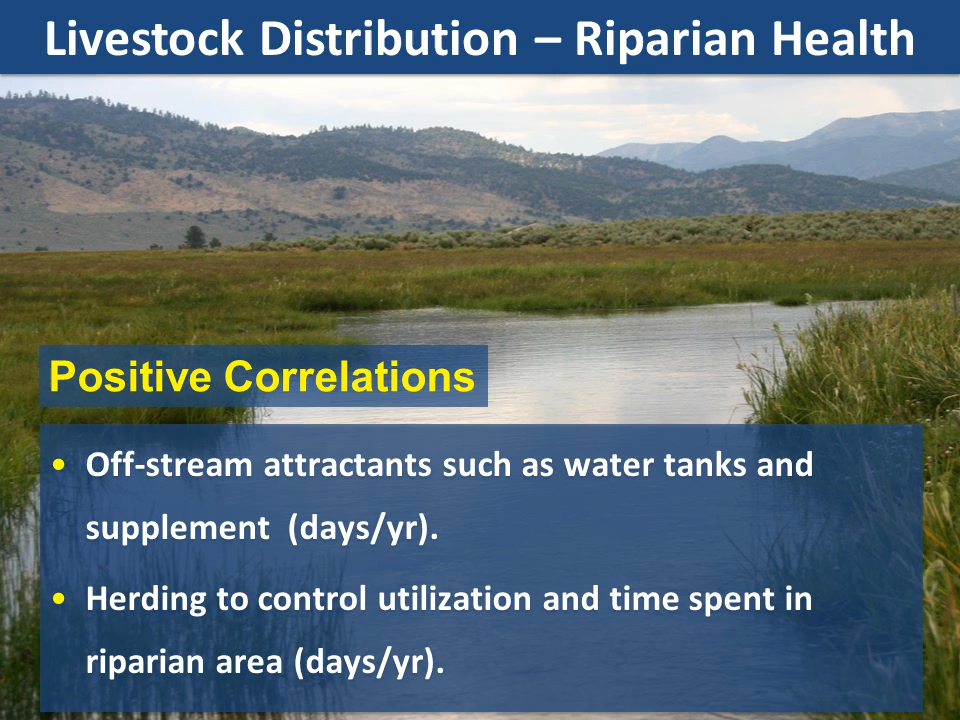 Livestock Distribution – Riparian Health
Positive Correlations
• Off-stream attractants such as water tanks and
supplement  (days/yr).
• Herding to control utilization and time spent in
riparian area (days/yr).